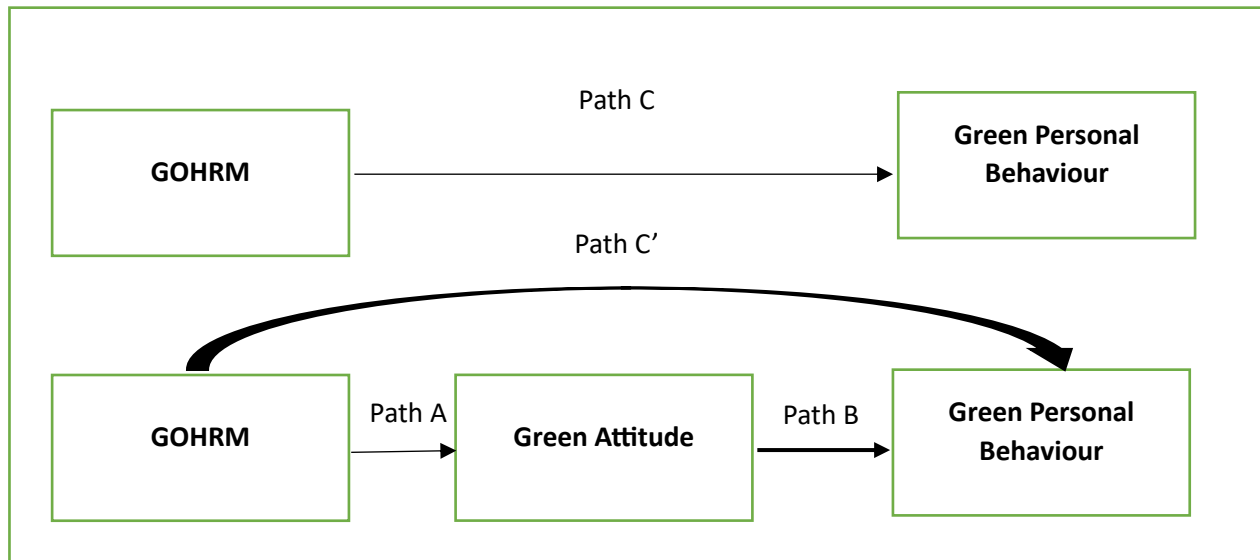 Path C
GOHRM
Green Personal
Behaviour
Path C’
Path A
Path B
GOHRM
Green Attitude
Green Personal
Behaviour